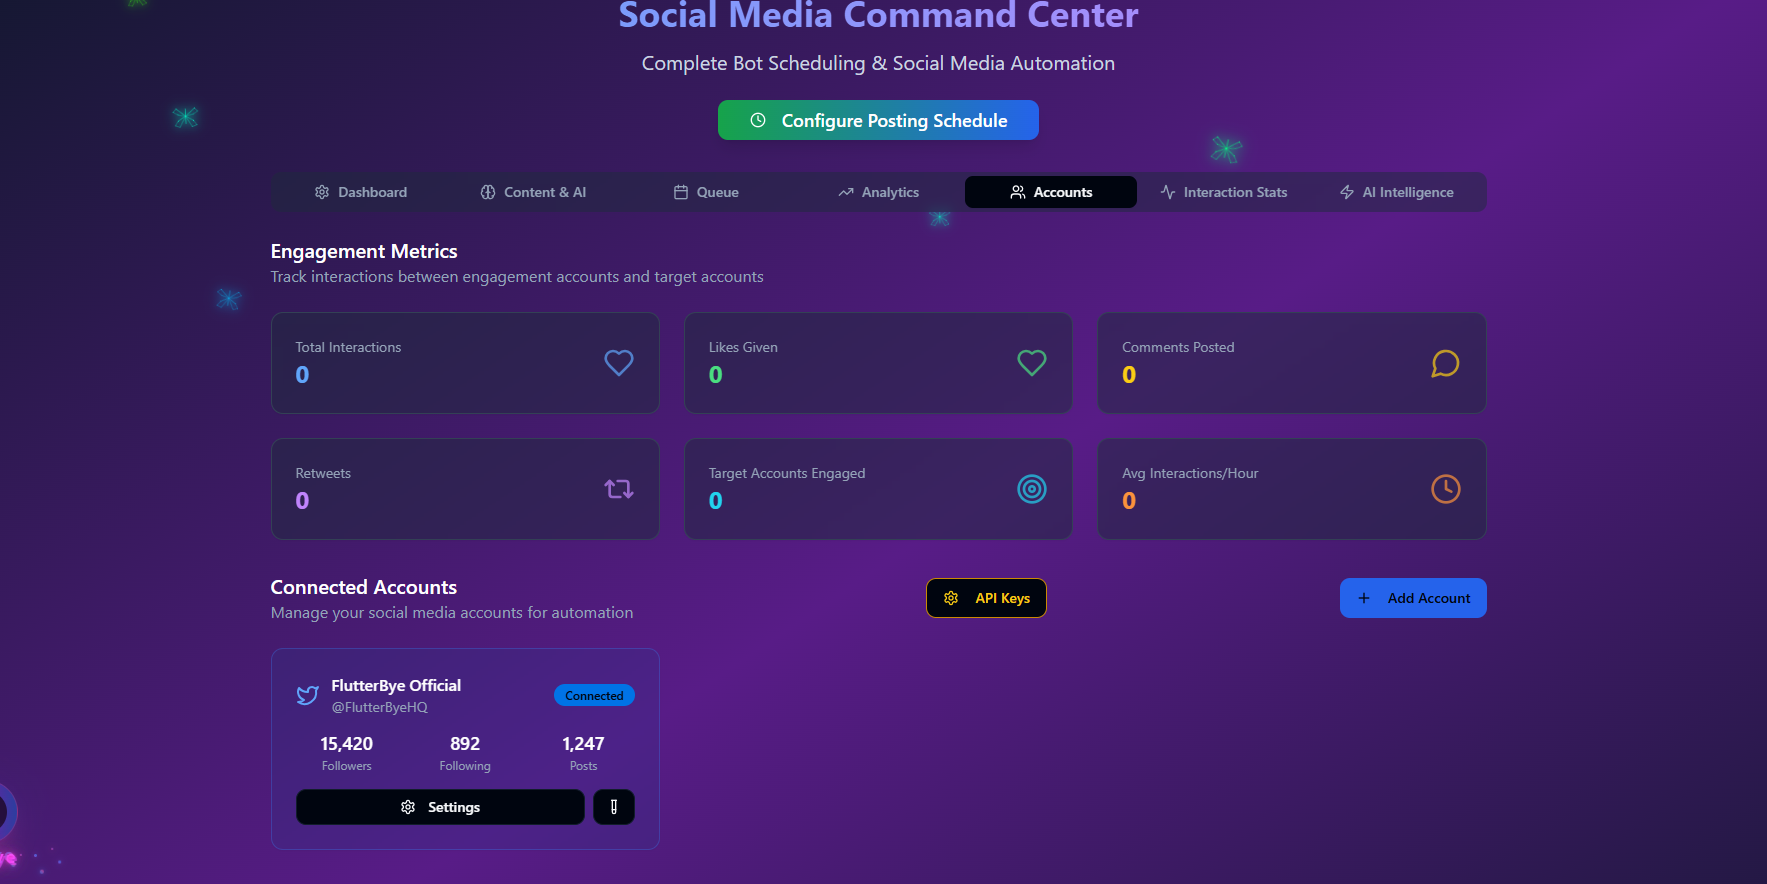 Social Media Command Center
Complete Bot Scheduling & Social Media Automation
Configure Posting Schedule
Dashboard
Content & AI
Queue
Analytics
Accounts
Interaction Stats
AI Intelligence
Engagement Metrics
Track interactions between engagement accounts and target accounts
Total Interactions
0
Likes Given
0
Comments Posted
0
Retweets
0
Target Accounts Engaged
0
Avg Interactions/Hour
0
Connected Accounts
Manage your social media accounts for automation
API Keys
Add Account
FlutterBye Official
@FlutterByeHQ
Connected
15,420
Followers
892
Following
1,247
Posts
Settings